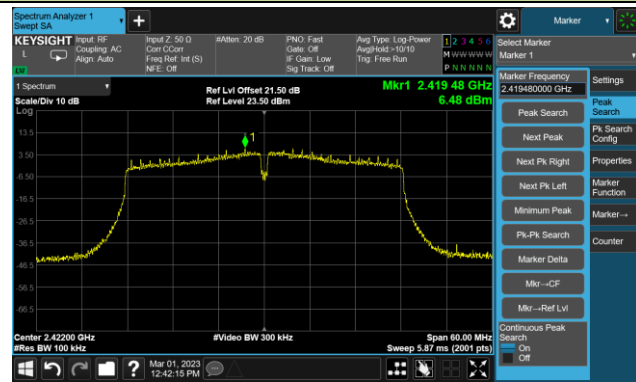 Spectrum Analyzer 1
Swept SA
Marker
KEYSIGHT
L
Input: RF
Coupling: AC
Align: Auto
Input Z: 50 Ω
Corr CCorr
Freq Ref: Int (S)
NFE: Off
#Atten: 20 dB
PNO: Fast
Gate: Off
IF Gain: Low
Sig Track: Off
Avg Type: Log-Power
Avg|Hold:>10/10
Trig: Free Run
1 2 3 4 5 6
M W W W W W
P N N N N N
Select Marker
Marker 1
1 Spectrum
Scale/Div 10 dB
Log
Ref Lvl Offset 21.50 dB
Ref Level 23.50 dBm
Mkr1 2.419 48 GHz
6.48 dBm
1
13.5
3.50
-6.50
-16.5
-26.5
-36.5
-46.5
-56.5
-66.5
Center 2.42200 GHz
#Res BW 100 kHz
#Video BW 300 kHz
Span 60.00 MHz
Sweep 5.87 ms (2001 pts)
Marker Frequency
2.419480000 GHz
Peak Search
Next Peak
Next Pk Right
Next Pk Left
Minimum Peak
Pk-Pk Search
Marker Delta
Mkr→CF
Mkr→Ref Lvl
Continuous Peak
Search
On
Off
Settings
Peak
Search
Pk Search
Config
Properties
Marker
Function
Marker→
Counter
?
Mar 01, 2023
12:42:15 PM